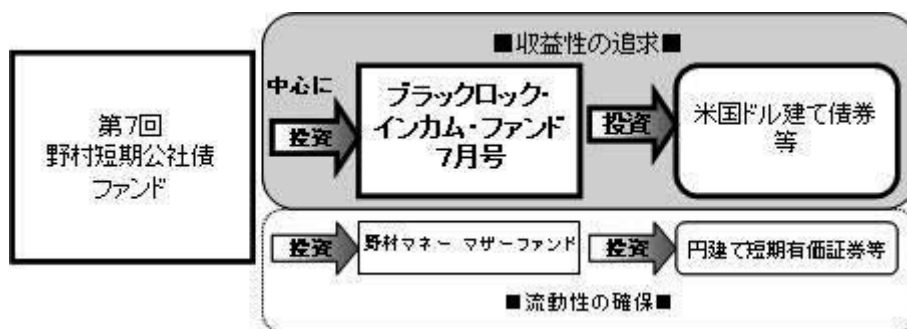 ■収益性の追求■
第7回
野村短期公社債
ファンド
中心に
投資
ブラックロック・
インカム・ファンド
7月号
投資
米国ドル建て債券
等
投資
野村マネー マザーファンド
投資
円建て短期有価証券等
■流動性の確保■